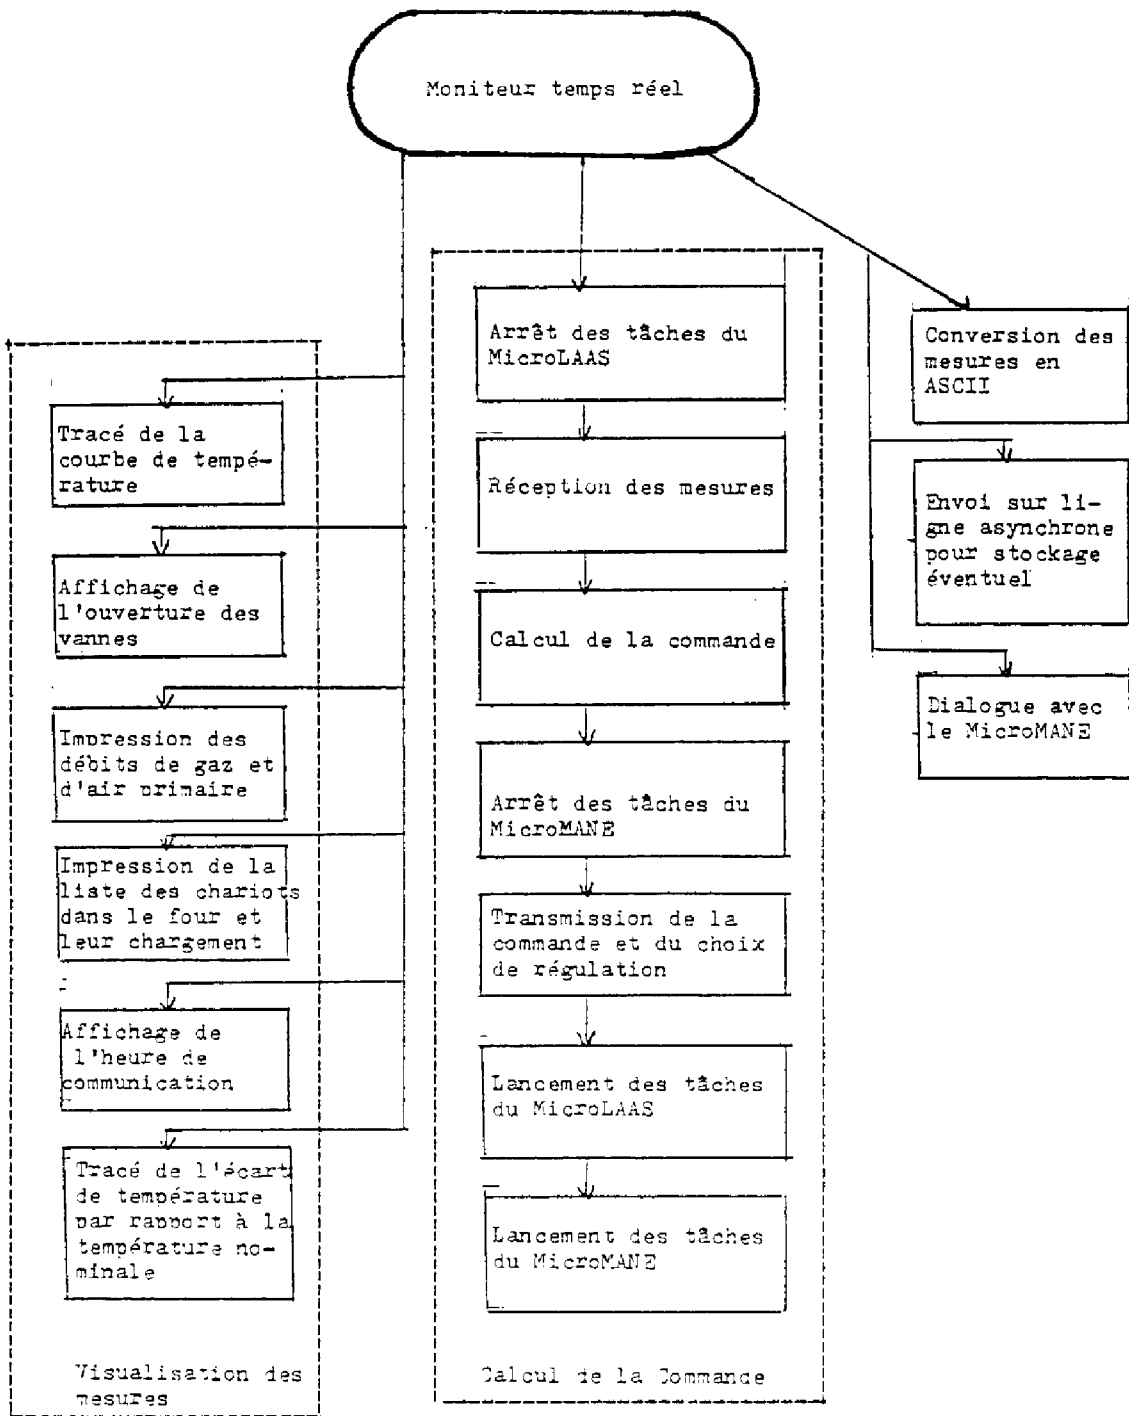 Moniteur temps réel
Tracé de la
courbe de tempé-
rature
Affichage de
l'ouverture des
vannes
Impression des
débits de gaz et
d'air primaire
Impression de la
liste des chariots
dans le four et
leur chargement
Affichage de
l'heure de
communication
Tracé de l'écart
de température
par rapport à la
température no-
minale
Visualisation des
mesures
Arrêt des tâches du
MicroLAAS
Réception des mesures
Calcul de la commande
Arrêt des tâches du
MicroMANE
Transmission de la
commande et du choix
de régulation
Lancement des tâches
du MicroLAAS
Lancement des tâches
du MicroMANE
Calcul de la Commande
Conversion des
mesures en
ASCII
Envoi sur li-
gne asynchrone
pour stockage
éventuel
Dialogue avec
le MicroMANE